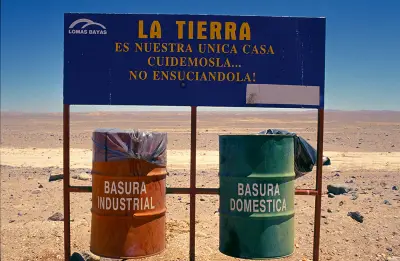 LOMAS BAYAS
LA TIERRA
ES NUESTRA UNICA CASA
CUIDEMOSLA...
NO ENSUCIANDOLA!
BASURA
INDUSTRIAL
BASURA
DOMESTICA